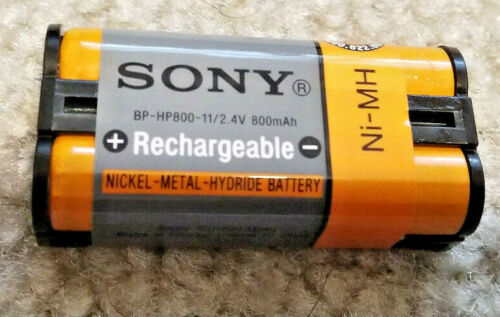 SONY®
BP-HP800-11/2.4V 800mAh
+ Rechargeable -
NICKEL-METAL-HYDRIDE BATTERY
Ni-MH